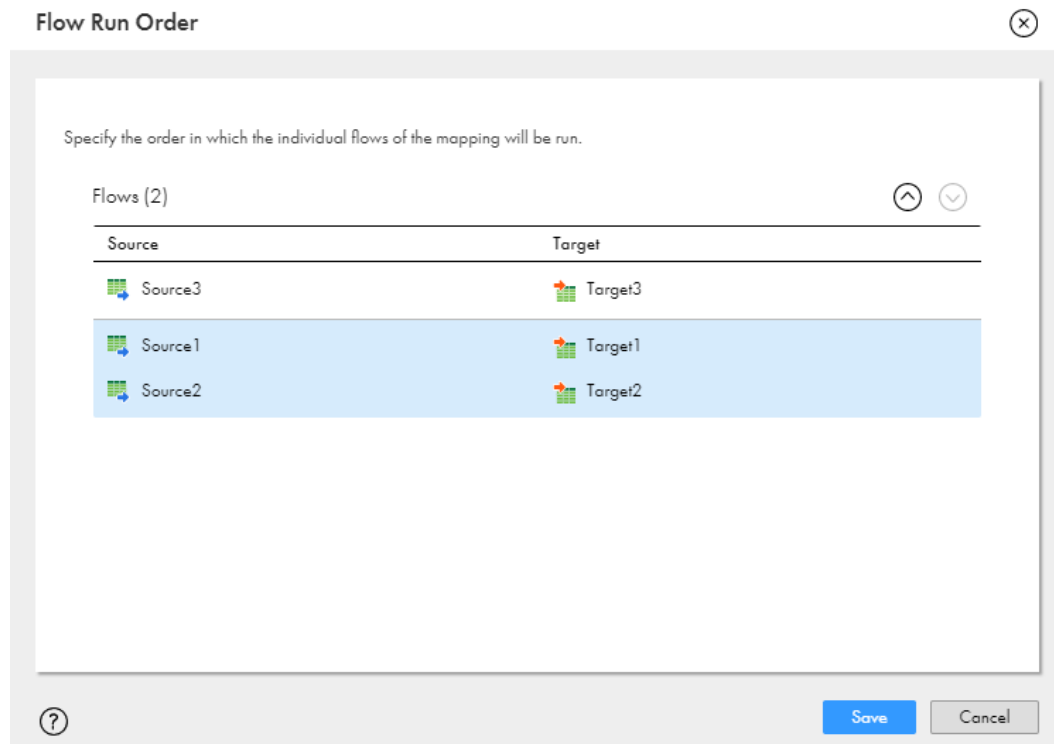 Flow Run Order
Specify the order in which the individual flows of the mapping will be run.
Flows (2)
Source Target
Source3 Target3
Source1 Target1
Source2 Target2
? Save Cancel